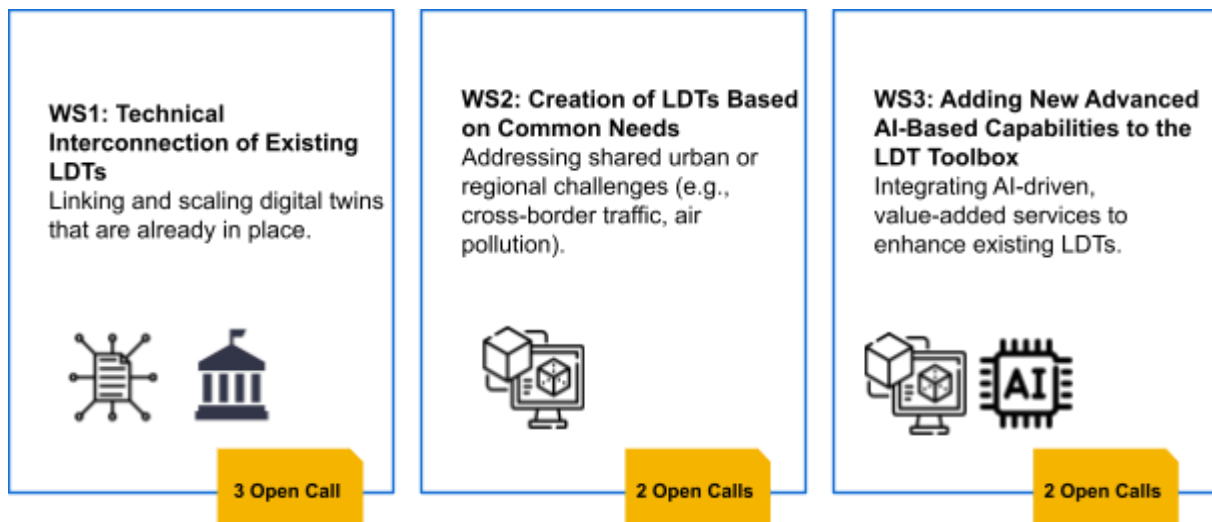 WS1: Technical
Interconnection of Existing
LDTs
Linking and scaling digital twins
that are already in place.
3 Open Call
WS2: Creation of LDTs Based
on Common Needs
Addressing shared urban or
regional challenges (e.g.,
cross-border traffic, air
pollution).
2 Open Calls
WS3: Adding New Advanced
AI-Based Capabilities to the
LDT Toolbox
Integrating AI-driven,
value-added services to
enhance existing LDTs.
AI
2 Open Calls